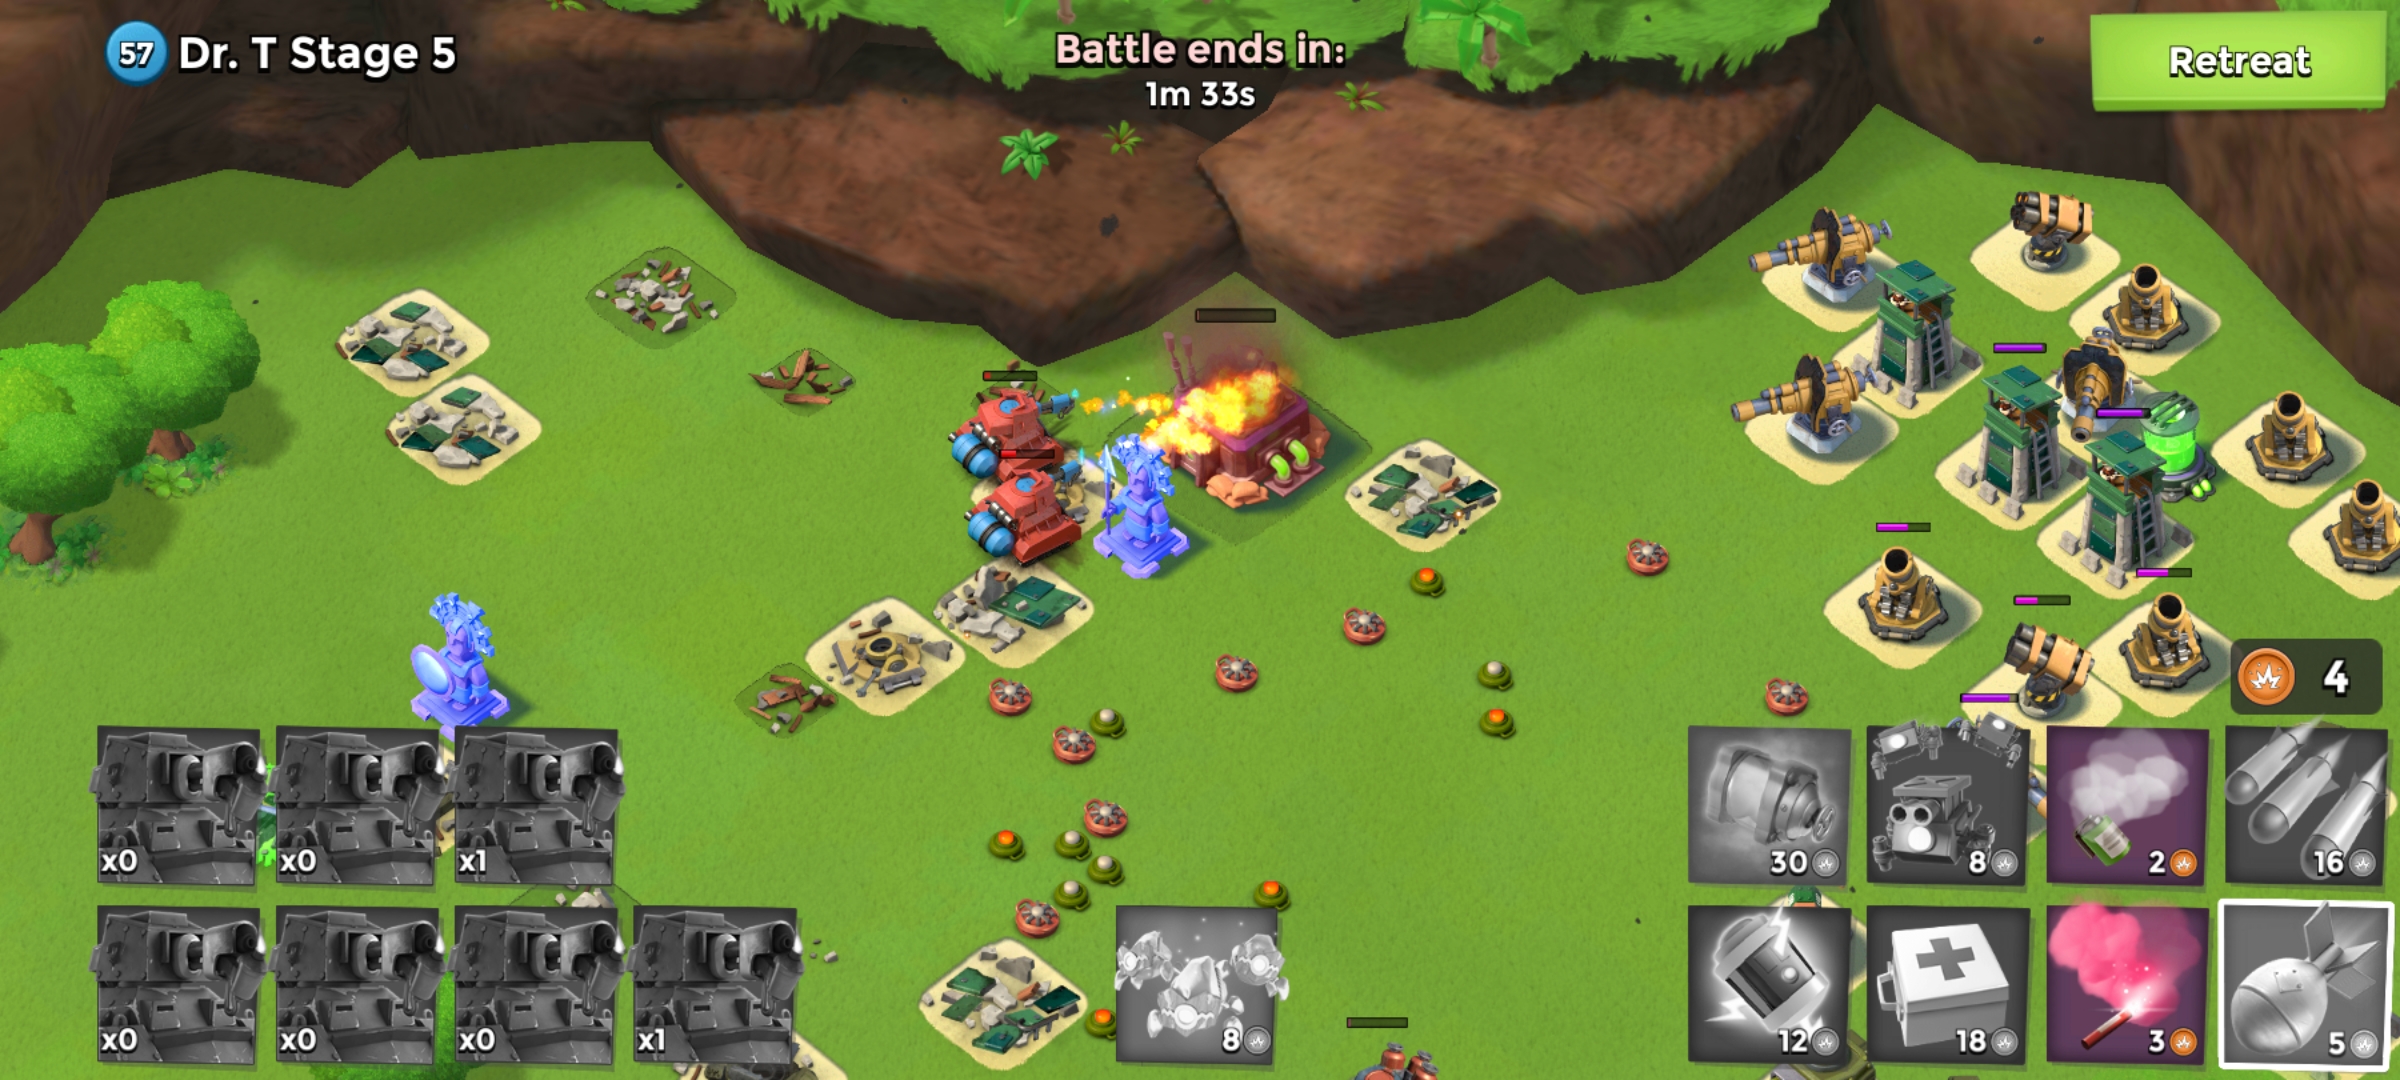 57 Dr. T Stage 5
Battle ends in:
1m 33s
Retreat
4
x0
x0
x1
30
8
2
16
x0
x0
x0
x1
8
12
18
3
5